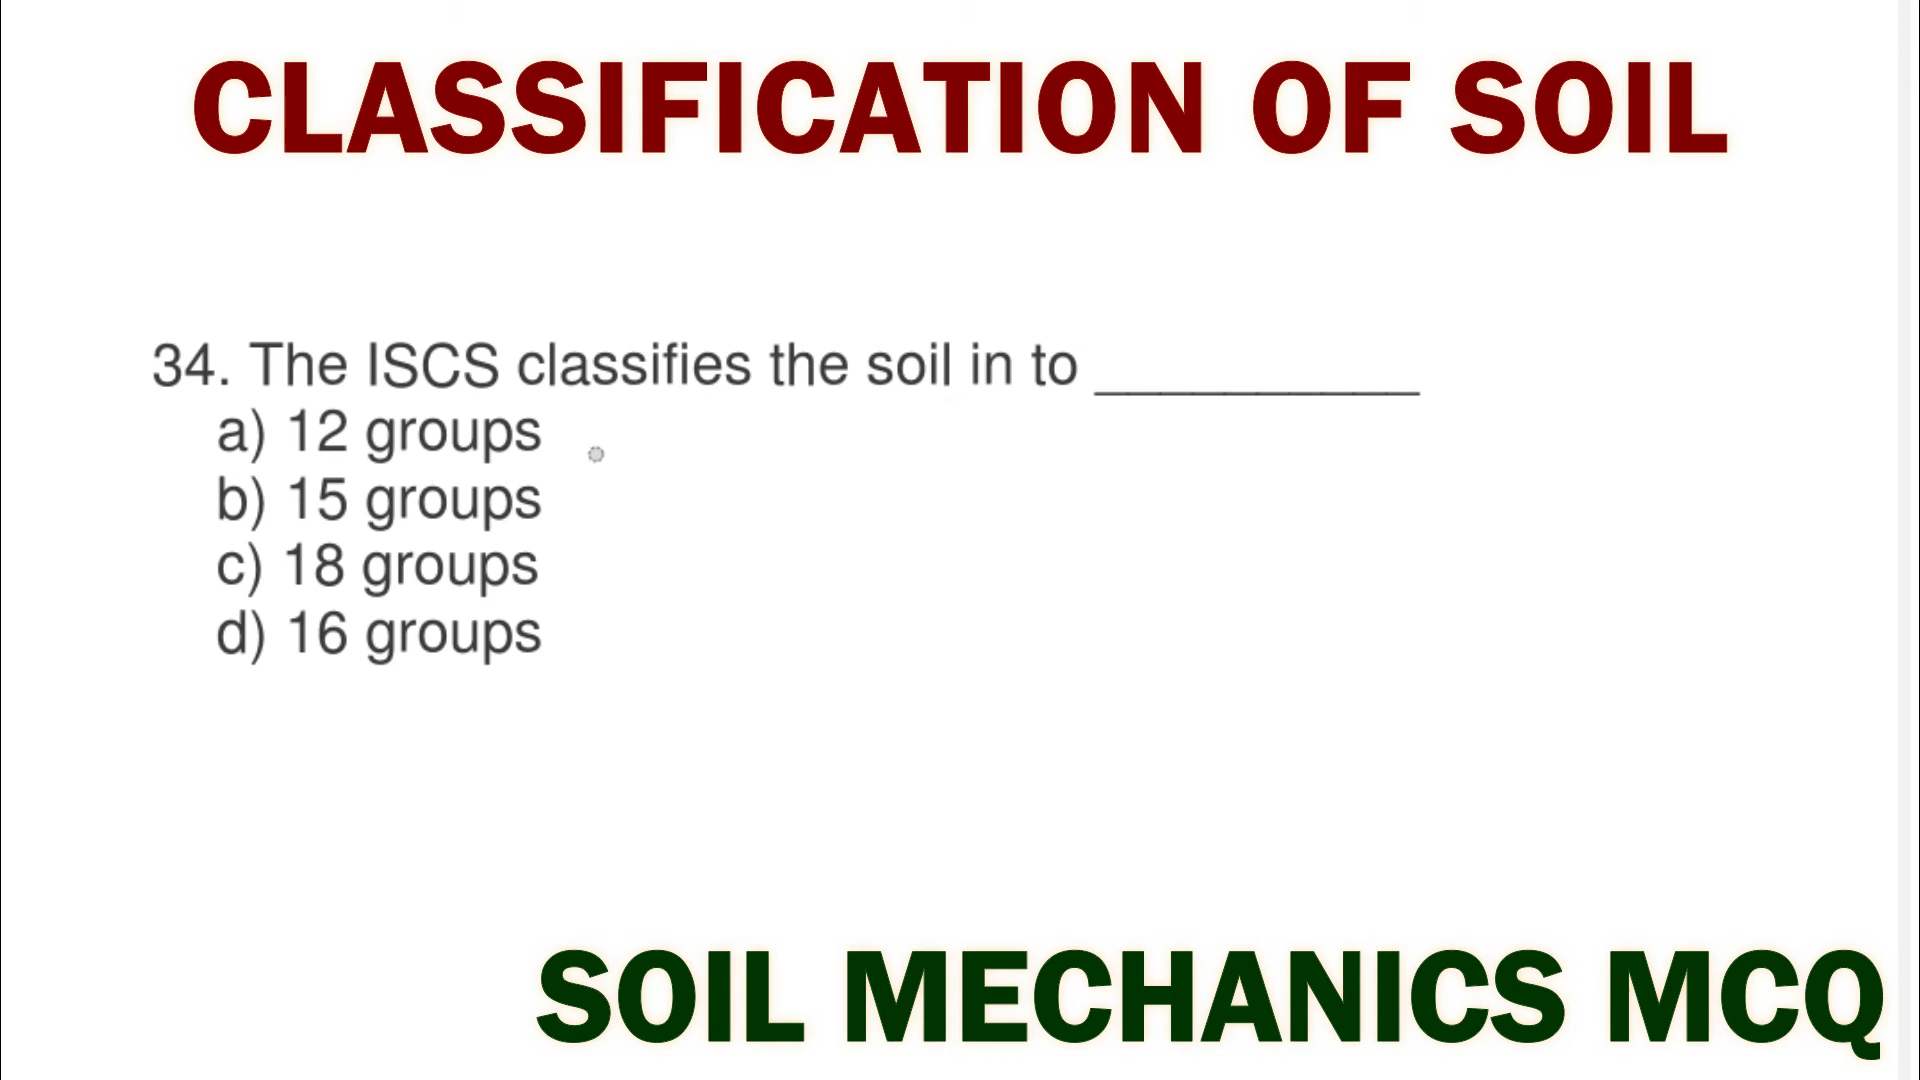 CLASSIFICATION OF SOIL
34. The ISCS classifies the soil in to ____________
a) 12 groups
b) 15 groups
c) 18 groups
d) 16 groups
SOIL MECHANICS MCQ